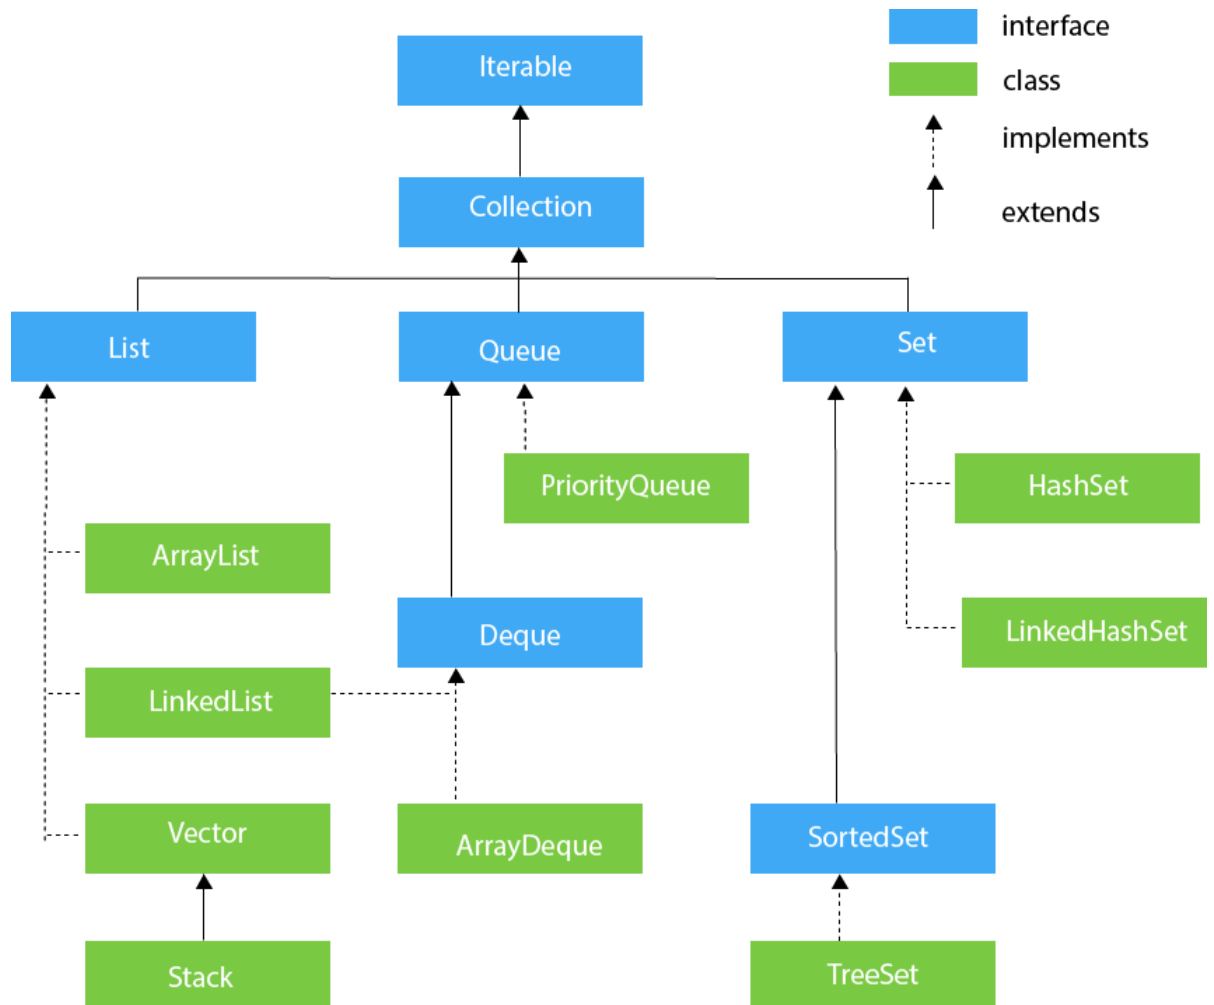 interface
class
implements
extends
Iterable
Collection
List
Queue
Set
PriorityQueue
HashSet
ArrayList
Deque
LinkedHashSet
LinkedList
Vector
ArrayDeque
SortedSet
Stack
TreeSet